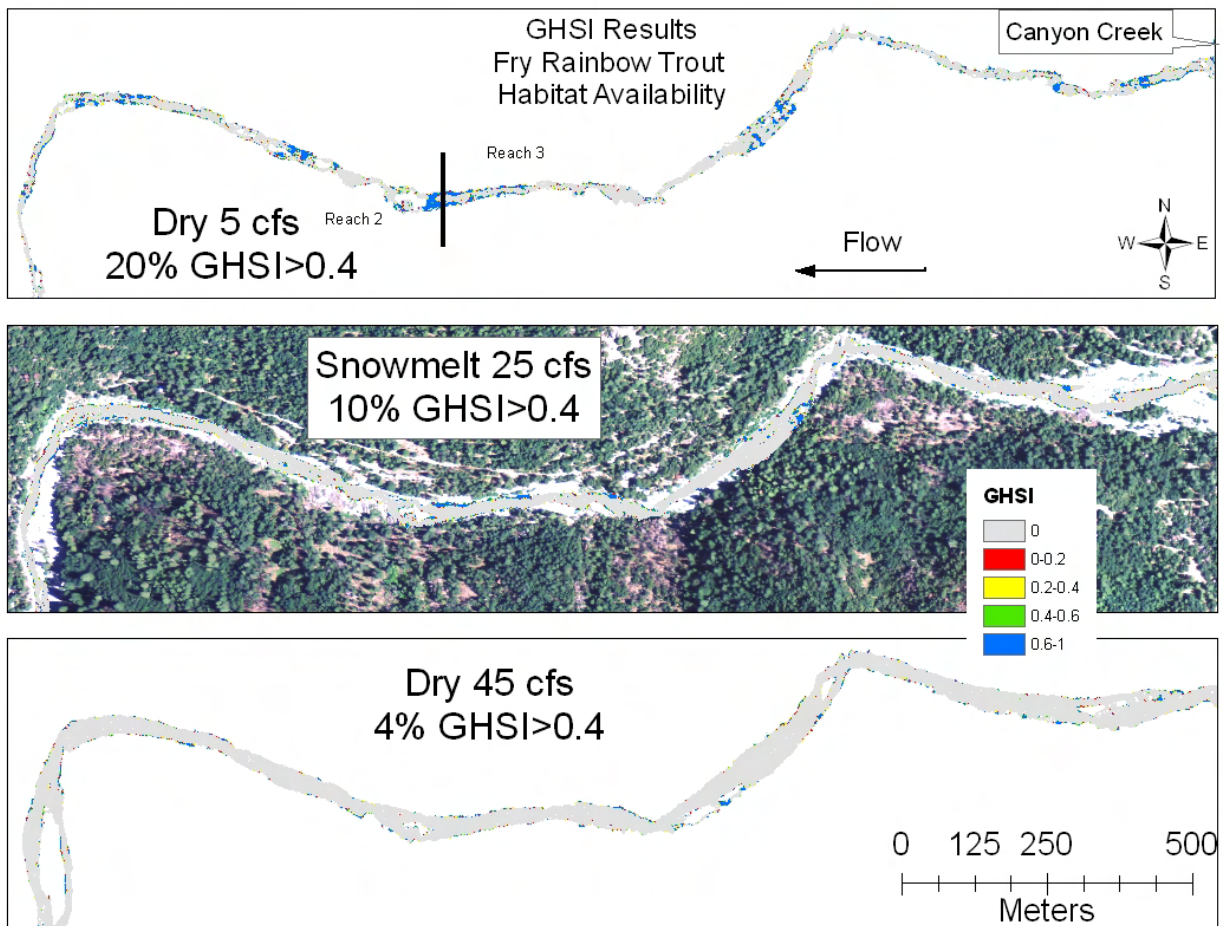 GHSI Results
Fry Rainbow Trout
Habitat Availability
Canyon Creek
Reach 3
Reach 2
Dry 5 cfs
20% GHSI>0.4
Flow
N
W E
S
Snowmelt 25 cfs
10% GHSI>0.4
GHSI
0
0-0.2
0.2-0.4
0.4-0.6
0.6-1
Dry 45 cfs
4% GHSI>0.4
0 125 250 500
Meters